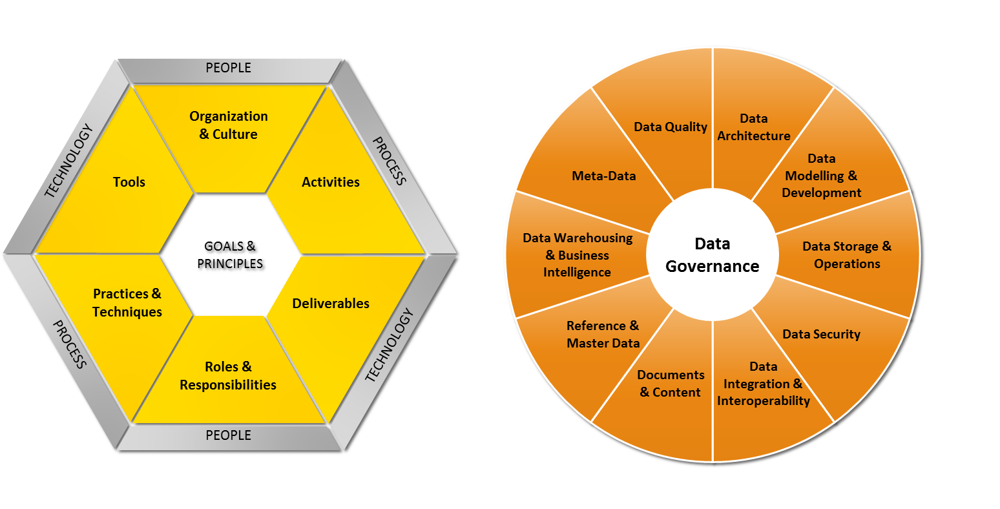 PEOPLE
Organization
& Culture
TECHNOLOGY
PROCESS
Tools
Activities
GOALS &
PRINCIPLES
Practices &
Techniques
Deliverables
PROCESS
TECHNOLOGY
Roles &
Responsibilities
PEOPLE
Data Quality
Data
Architecture
Meta-Data
Data
Modelling &
Development
Data Warehousing
& Business
Intelligence
Data
Governance
Data Storage &
Operations
Reference &
Master Data
Data Security
Documents
& Content
Data
Integration &
Interoperability